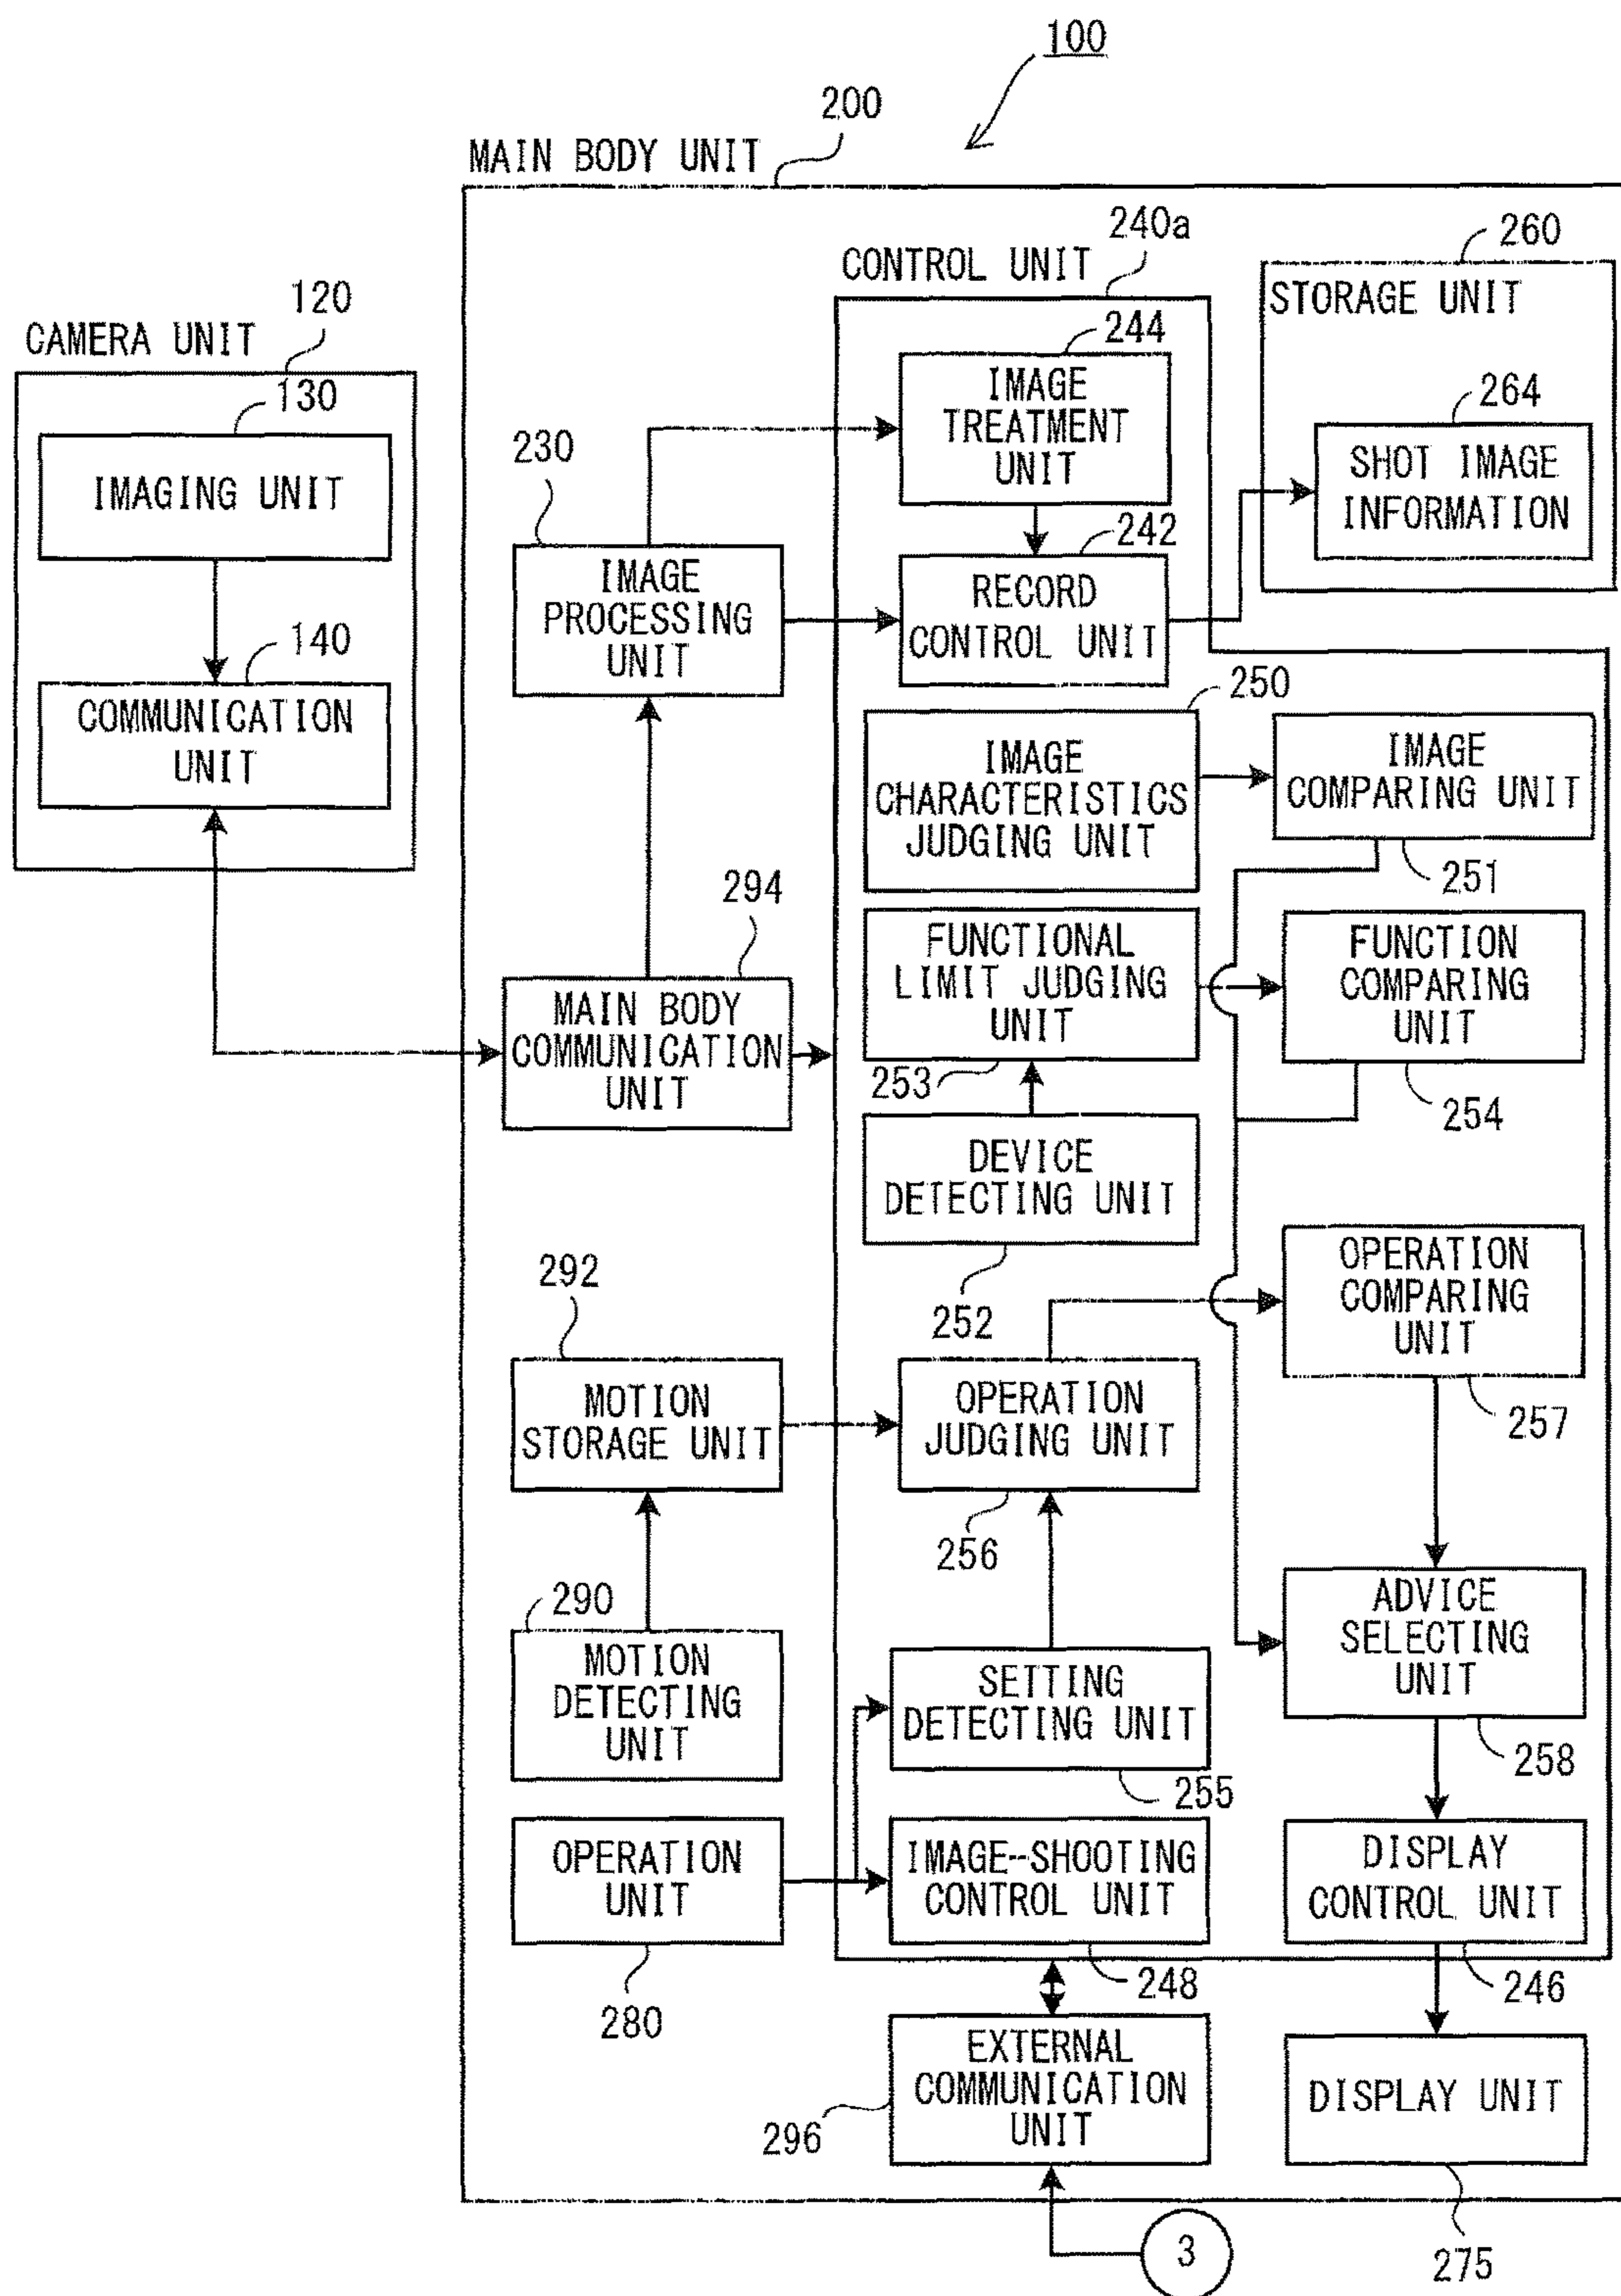 100
200
MAIN BODY UNIT
240a
CONTROL UNIT
260
STORAGE UNIT
120
CAMERA UNIT
130
IMAGING UNIT
140
COMMUNICATION
UNIT
244
IMAGE
TREATMENT
UNIT
264
SHOT IMAGE
INFORMATION
230
IMAGE
PROCESSING
UNIT
242
RECORD
CONTROL UNIT
250
IMAGE
CHARACTERISTICS
JUDGING UNIT
IMAGE
COMPARING UNIT
251
294
MAIN BODY
COMMUNICATION
UNIT
FUNCTIONAL
LIMIT JUDGING
UNIT
253
FUNCTION
COMPARING
UNIT
254
DEVICE
DETECTING UNIT
252
OPERATION
COMPARING
UNIT
257
292
MOTION
STORAGE UNIT
OPERATION
JUDGING UNIT
256
290
MOTION
DETECTING
UNIT
SETTING
DETECTING UNIT
255
ADVICE
SELECTING
UNIT
258
OPERATION
UNIT
280
IMAGE-SHOOTING
CONTROL UNIT
248
DISPLAY
CONTROL UNIT
246
EXTERNAL
COMMUNICATION
UNIT
296
DISPLAY UNIT
275
3